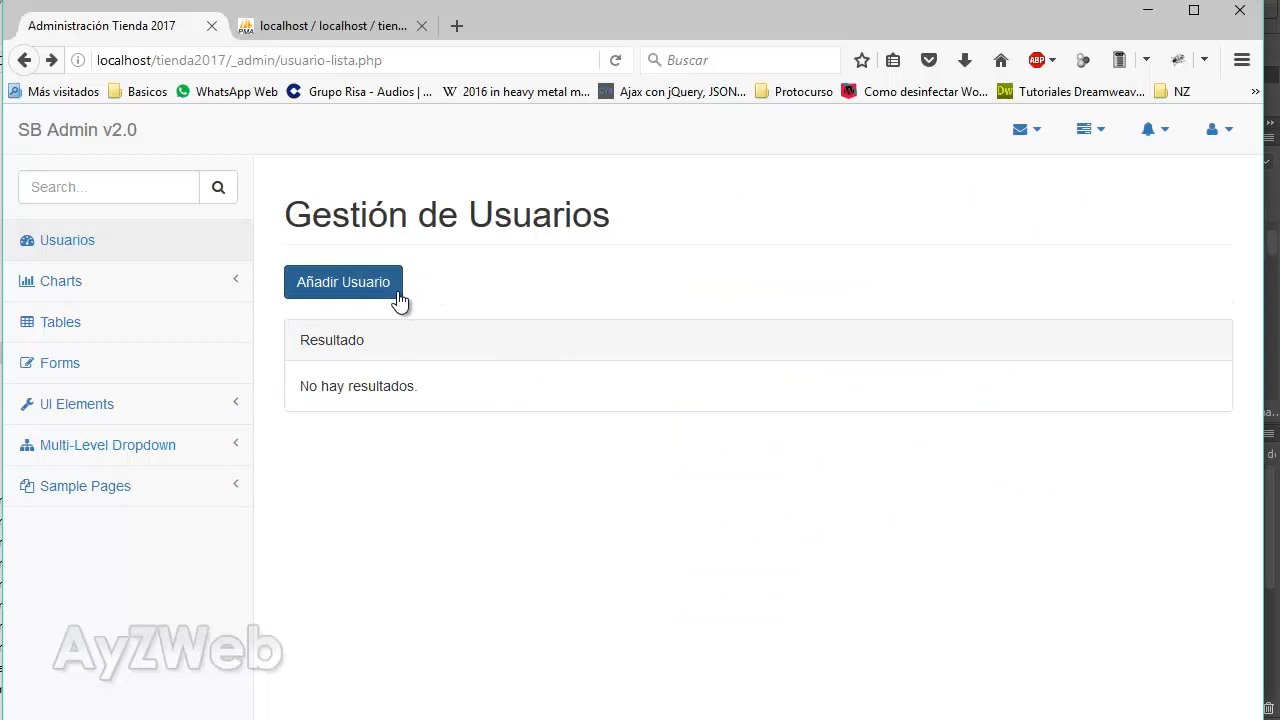 Administración Tienda 2017
localhost / localhost / tien...
localhost/tienda2017/_admin/usuario-lista.php
Buscar
ABP
Más visitados
Basicos
WhatsApp Web
Grupo Risa - Audios | ...
2016 in heavy metal m...
Ajax con jQuery, JSON...
Protocurso
Como desinfectar Wo...
Tutoriales Dreamweav...
NZ
SB Admin v2.0
Search...
Usuarios
Charts
Tables
Forms
UI Elements
Multi-Level Dropdown
Sample Pages
Gestión de Usuarios
Añadir Usuario
Resultado
No hay resultados.
AyZWeb